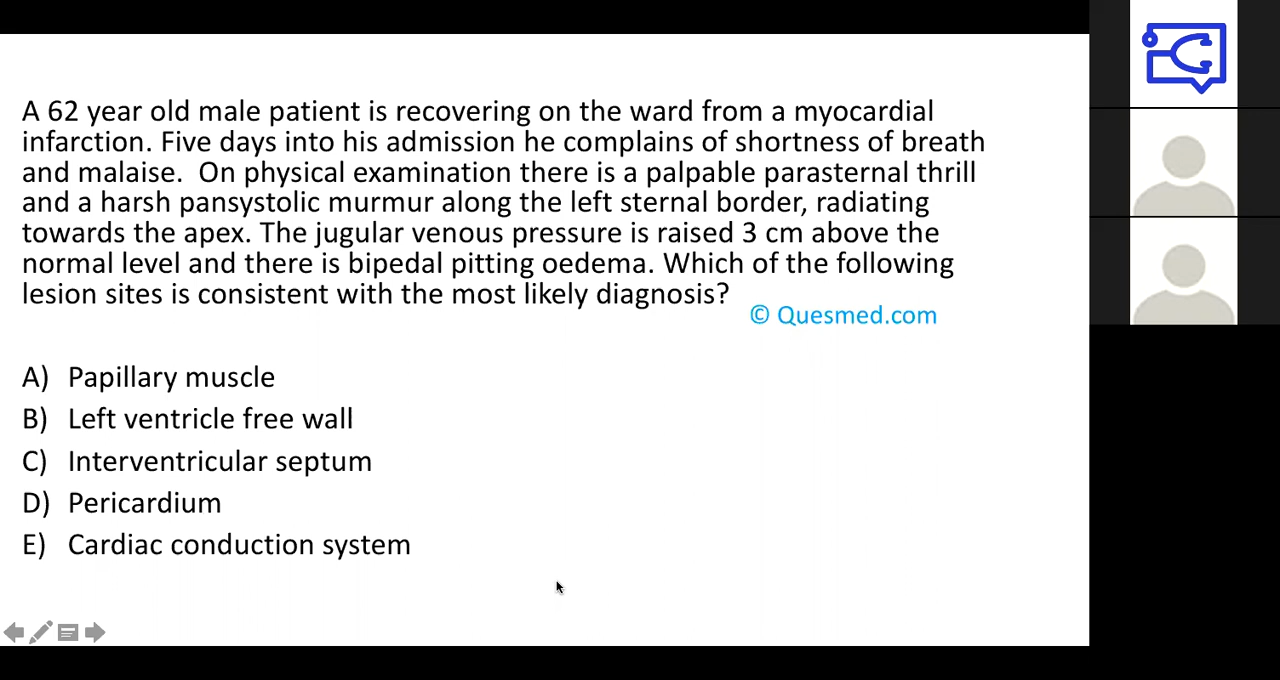 A 62 year old male patient is recovering on the ward from a myocardial
infarction. Five days into his admission he complains of shortness of breath
and malaise.  On physical examination there is a palpable parasternal thrill
and a harsh pansystolic murmur along the left sternal border, radiating
towards the apex. The jugular venous pressure is raised 3 cm above the
normal level and there is bipedal pitting oedema. Which of the following
lesion sites is consistent with the most likely diagnosis?
© Quesmed.com
A) Papillary muscle
B) Left ventricle free wall
C) Interventricular septum
D) Pericardium
E) Cardiac conduction system